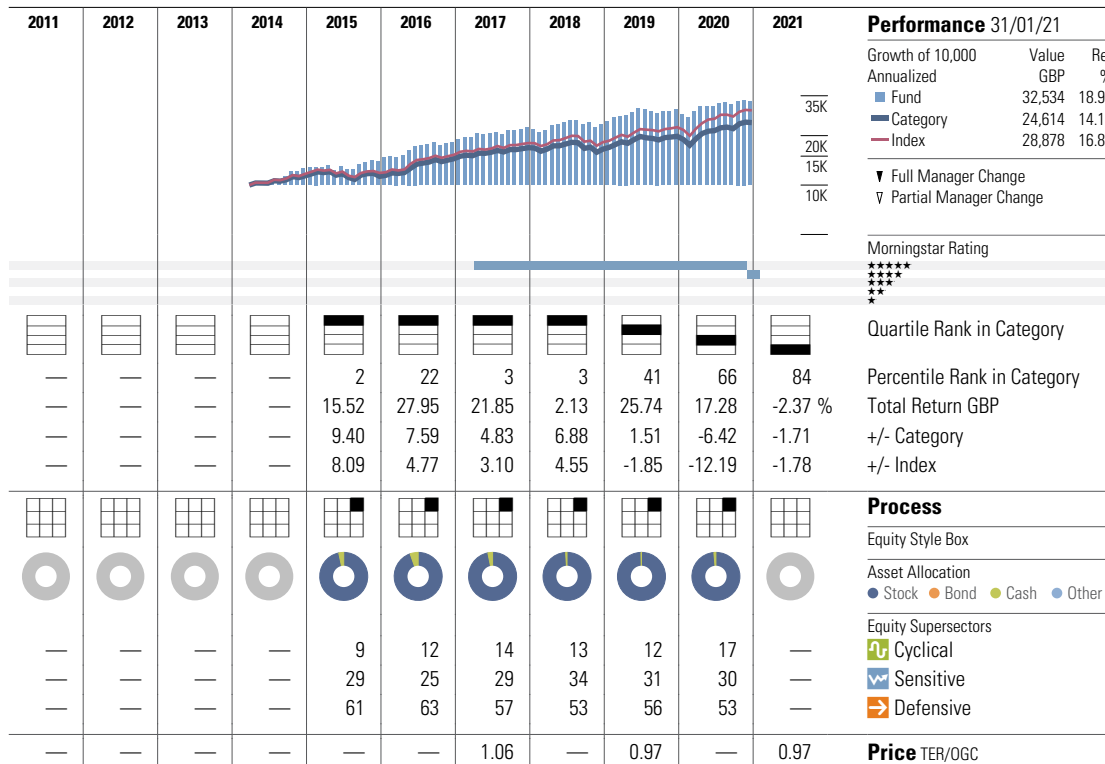 2011 2012 2013 2014 2015 2016 2017 2018 2019 2020 2021 Performance 31/01/21
Growth of 10,000 Value Re
Annualized GBP %
Fund 32,534 18.9
Category 24,614 14.1
Index 28,878 16.8
35K
20K
15K
10K
Full Manager Change
Partial Manager Change
Morningstar Rating
★★★★★
★★★★
★★★
★★
★
Quartile Rank in Category
— — — — 2 22 3 3 41 66 84 Percentile Rank in Category
— — — — 15.52 27.95 21.85 2.13 25.74 17.28 -2.37 % Total Return GBP
— — — — 9.40 7.59 4.83 6.88 1.51 -6.42 -1.71 +/- Category
— — — — 8.09 4.77 3.10 4.55 -1.85 -12.19 -1.78 +/- Index
Process
Equity Style Box
Asset Allocation
Stock Bond Cash Other
Equity Supersectors
— — — — 9 12 14 13 12 17 — Cyclical
— — — — 29 25 29 34 31 30 — Sensitive
— — — — 61 63 57 53 56 53 — Defensive
— — — — — — 1.06 — 0.97 — 0.97 Price TER/OGC